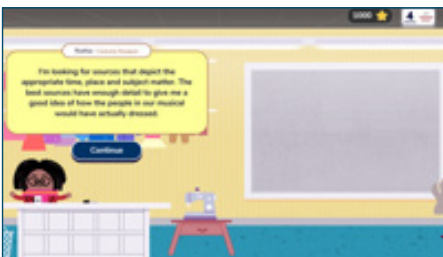 1000
I'm looking for sources that depict the
appropriate time, place and subject matter. The
best sources have enough detail to give me a
good idea of how the people in our musical
would have actually dressed.
Continue